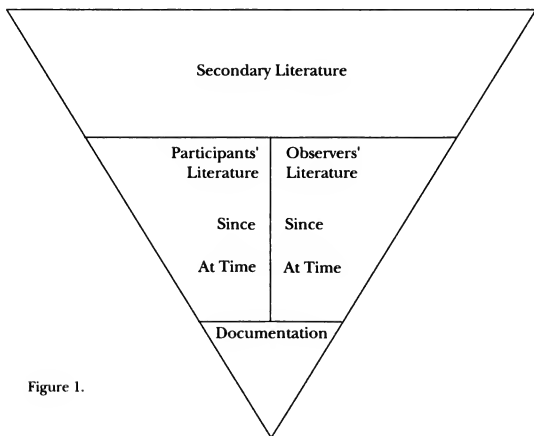 Secondary Literature
Participants'
Literature
Observers'
Literature
Since
Since
At Time
At Time
Documentation
Figure 1.